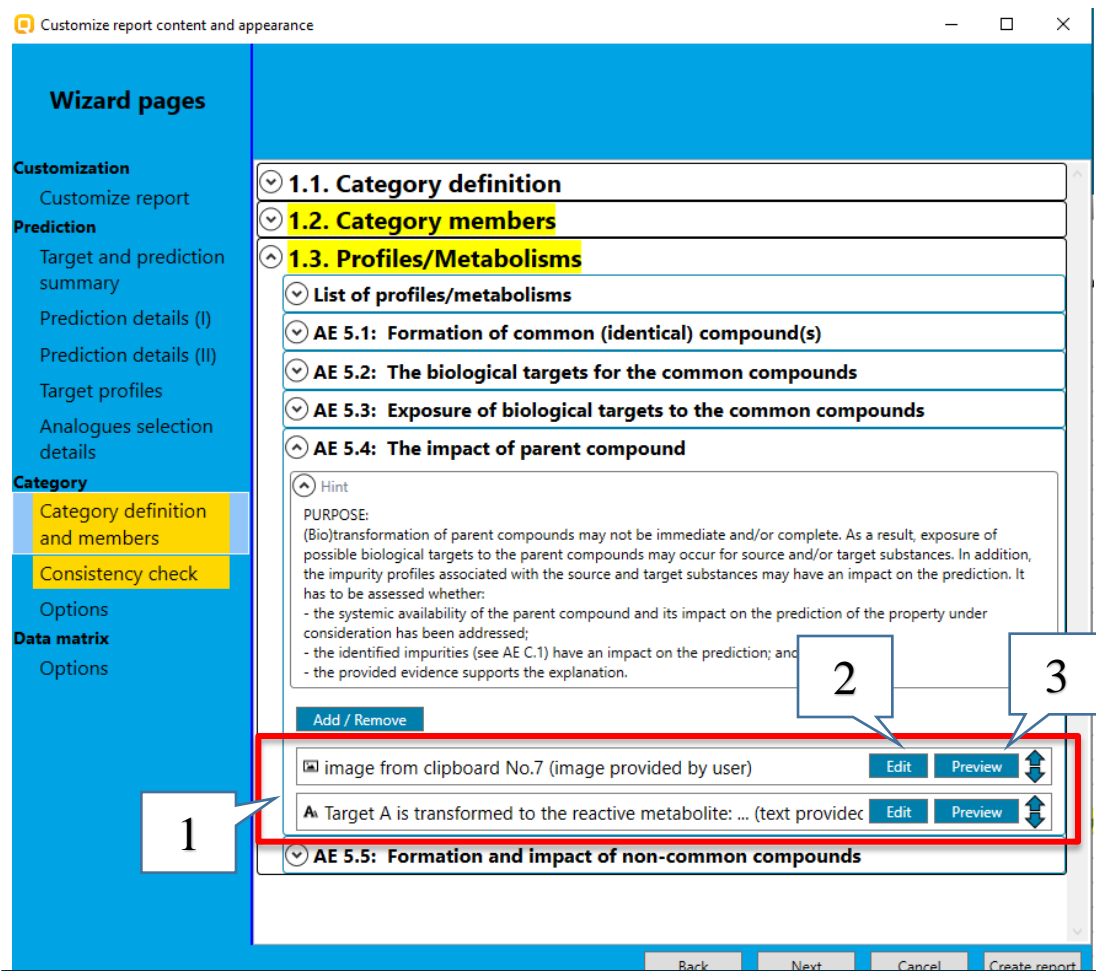 Customize report content and appearance
Wizard pages
Customization
Customize report
Prediction
Target and prediction
summary
Prediction details (I)
Prediction details (II)
Target profiles
Analogues selection
details
Category
Category definition
and members
Consistency check
Options
Data matrix
Options
1.1. Category definition
1.2. Category members
1.3. Profiles/Metabolisms
List of profiles/metabolisms
AE 5.1: Formation of common (identical) compound(s)
AE 5.2: The biological targets for the common compounds
AE 5.3: Exposure of biological targets to the common compounds
AE 5.4: The impact of parent compound
Hint
PURPOSE:
(Bio)transformation of parent compounds may not be immediate and/or complete. As a result, exposure of
possible biological targets to the parent compounds may occur for source and/or target substances. In addition,
the impurity profiles associated with the source and target substances may have an impact on the prediction. It
has to be assessed whether:
- the systemic availability of the parent compound and its impact on the prediction of the property under
consideration has been addressed;
- the identified impurities (see AE C.1) have an impact on the prediction; and
- the provided evidence supports the explanation.
2
3
Add / Remove
image from clipboard No.7 (image provided by user) Edit Preview
1
Target A is transformed to the reactive metabolite: ... (text provided Edit Preview
AE 5.5: Formation and impact of non-common compounds
Back Next Cancel Create report